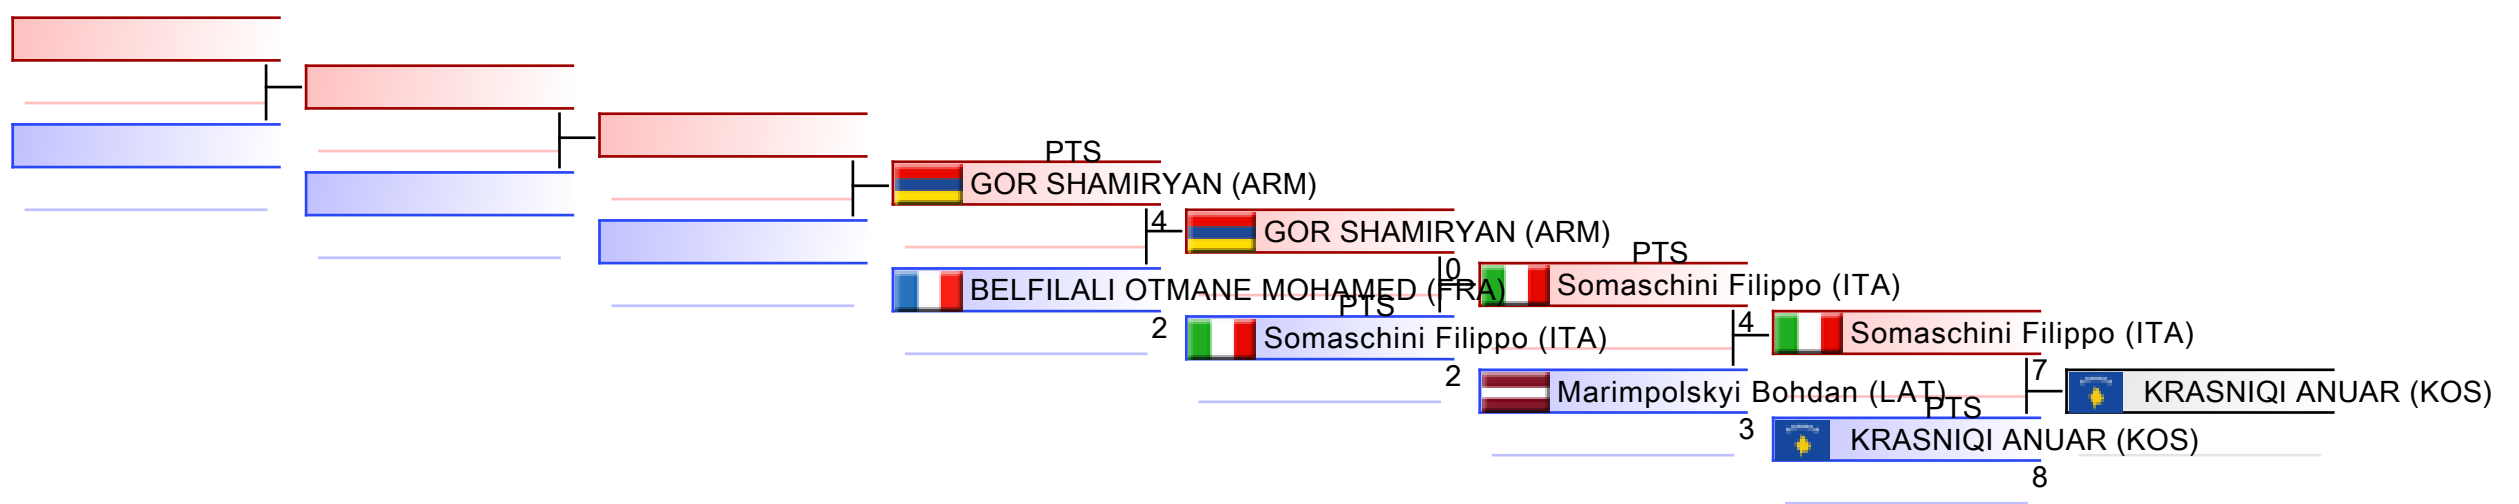 PTS
GOR SHAMIRYAN (ARM)
4
BELFILALI OTMANE MOHAMED (FRA)
2
GOR SHAMIRYAN (ARM)
0
PTS
Somaschini Filippo (ITA)
2
PTS
Somaschini Filippo (ITA)
4
Marimpolskyi Bohdan (LAT)
3
Somaschini Filippo (ITA)
7
PTS
KRASNIQI ANUAR (KOS)
8
KRASNIQI ANUAR (KOS)